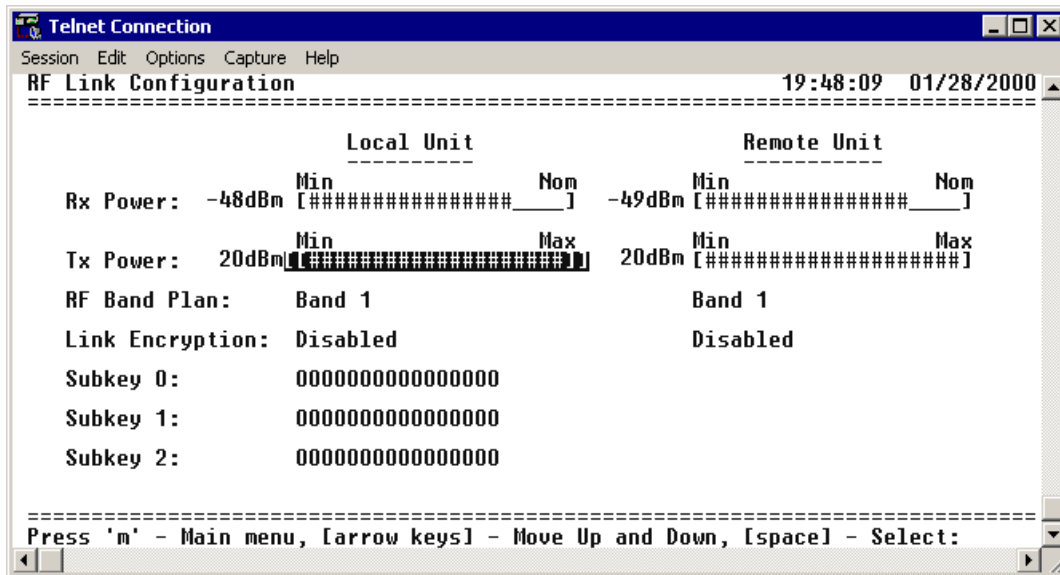 Telnet Connection
Session Edit Options Capture Help
RF Link Configuration 19:48:09 01/28/2000
===============================================================================
Local Unit Remote Unit
---------- -----------
Min Nom Min Nom
Rx Power: -48dBm [################____] -49dBm [################____]
Min Max Min Max
Tx Power: 20dBm [####################] 20dBm [####################]
RF Band Plan: Band 1 Band 1
Link Encryption: Disabled Disabled
Subkey 0: 0000000000000000
Subkey 1: 0000000000000000
Subkey 2: 0000000000000000
===============================================================================
Press 'm' - Main menu, [arrow keys] - Move Up and Down, [space] - Select: